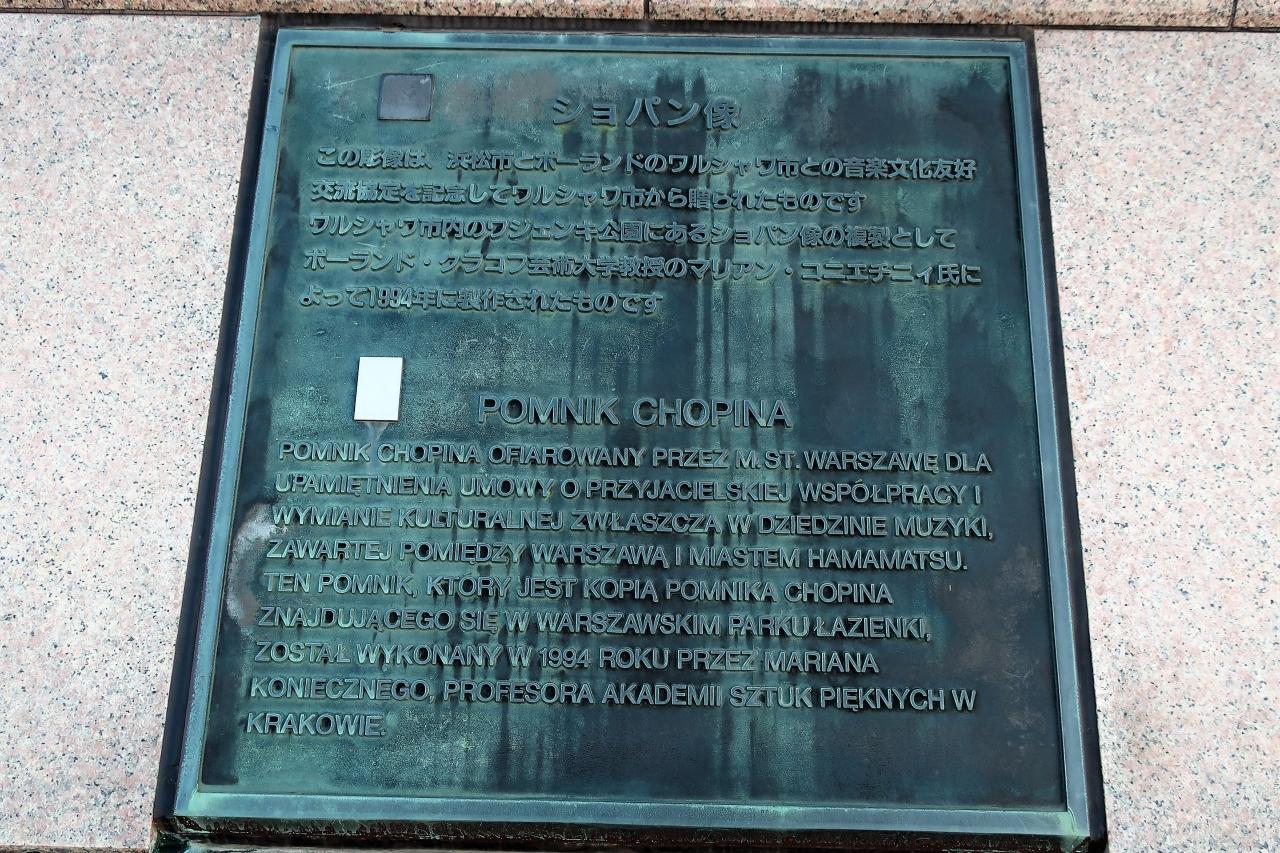 ショパン像
この彫像は、浜松市とポーランドのワルシャワ市との音楽文化友好
交流協定を記念してワルシャワ市から贈られたものです
ワルシャワ市内のワジェンキ公園にあるショパン像の複製として
ポーランド・クラコフ芸術大学教授のマリアン・コニエチニィ氏に
よって1994年に製作されたものです
POMNIK CHOPINA
POMNIK CHOPINA OFIAROWANY PRZEZ M. ST. WARSZAWĘ DLA
UPAMIĘTNIENIA UMOWY O PRZYJACIELSKIEJ WSPÓŁPRACY I
WYMIANIE KULTURALNEJ ZWŁASZCZĄ W DZIEDZINIE MUZYKI,
ZAWARTEJ POMIĘDZY WARSZAWĄ I MIASTEM HAMAMATSU.
TEN POMNIK, KTÓRY JEST KOPIĄ POMNIKA CHOPINA
ZNAJDUJĄCEGO SIĘ W WARSZAWSKIM PARKU ŁAZIENKI,
ZOSTAŁ WYKONANY W 1994 ROKU PRZEZ MARIANA
KONIECZNEGO, PROFESORA AKADEMII SZTUK PIĘKNYCH W
KRAKOWIE.